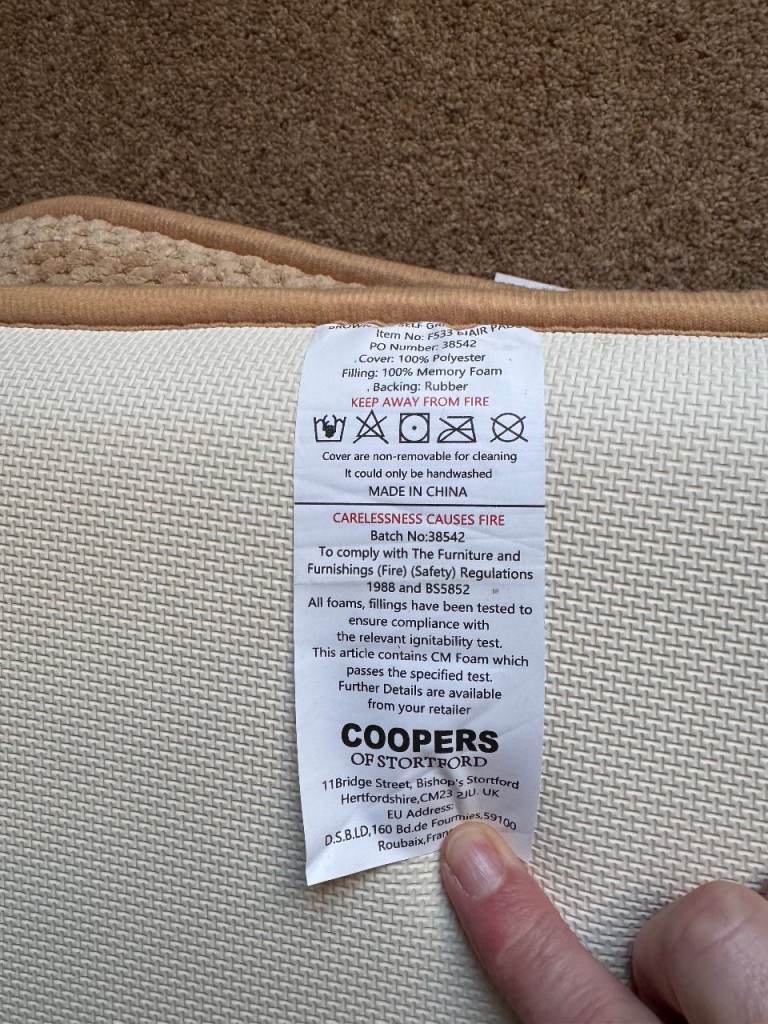 Item No: F533
PO Number: 38542
Cover: 100% Polyester
Filling: 100% Memory Foam
Backing: Rubber
KEEP AWAY FROM FIRE
Cover are non-removable for cleaning
It could only be handwashed
MADE IN CHINA
CARELESSNESS CAUSES FIRE
Batch No:38542
To comply with The Furniture and
Furnishings (Fire) (Safety) Regulations
1988 and BS5852
All foams, fillings have been tested to
ensure compliance with
the relevant ignitability test.
This article contains CM Foam which
passes the specified test.
Further Details are available
from your retailer
COOPERS
OF STORTFORD
11Bridge Street, Bishop's Stortford
Hertfordshire,CM23 2JU. UK
EU Address:
D.S.B.I.D,160 Bd.de Fourmies,59100
Roubaix,